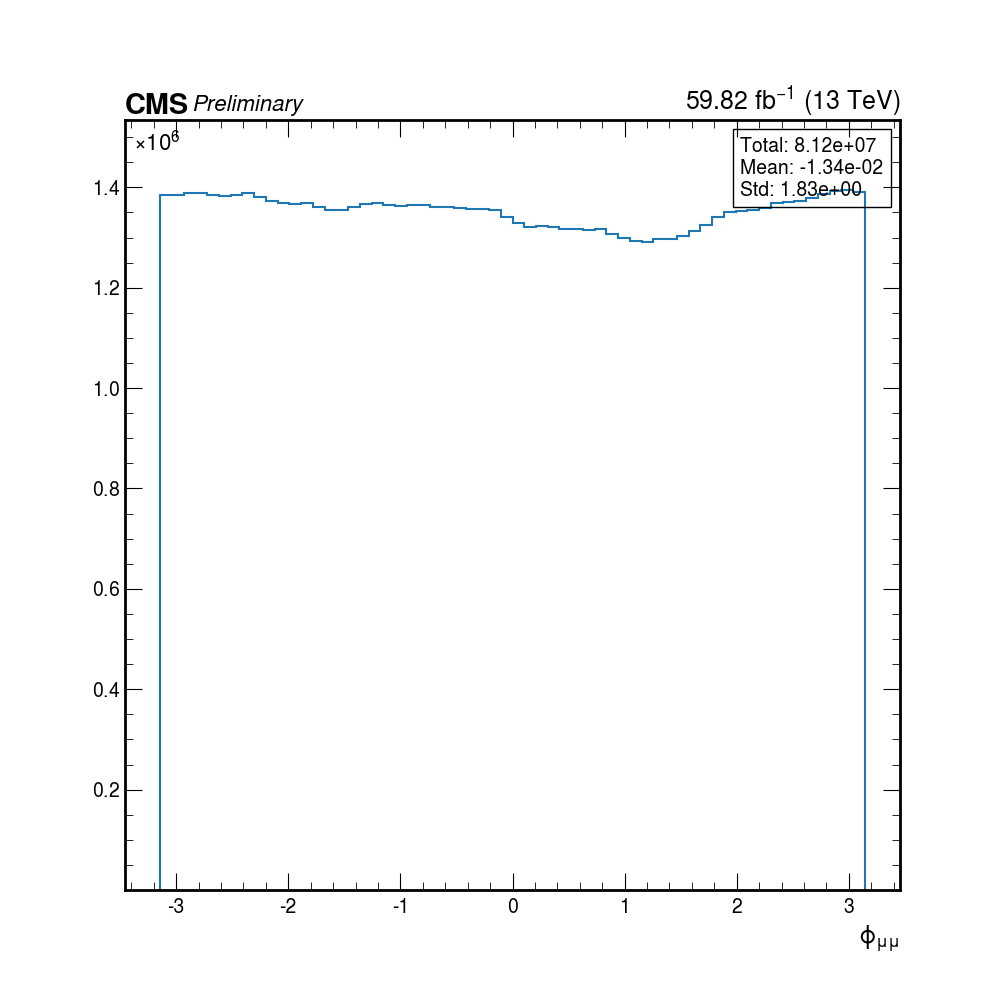 CMS Preliminary 59.82 fb⁻¹ (13 TeV)
×10⁶
Total: 8.12e+07
Mean: -1.34e-02
Std: 1.83e+00
1.4
1.2
1.0
0.8
0.6
0.4
0.2
-3 -2 -1 0 1 2 3
ϕμμ